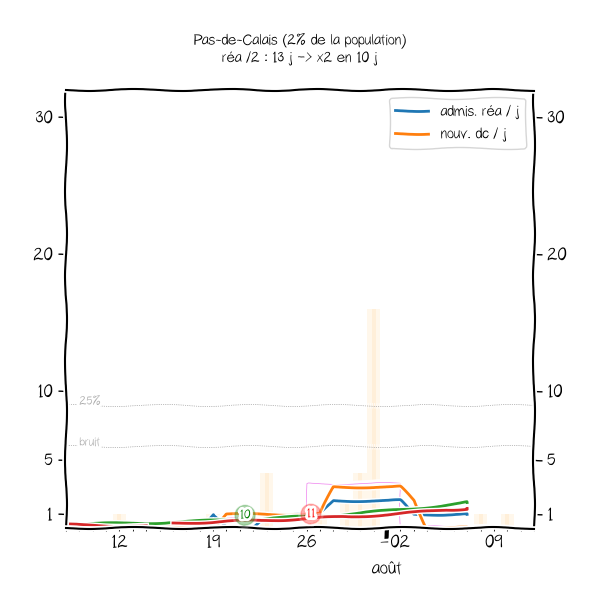 Pas-de-Calais (2% de la population)
réa /2 : 13 j -> x2 en 10 j
admis. réa / j
nouv. dc / j
30 30
20 20
10 10
25%
bruit
5 5
1 10 11 1
12 19 26 02 09
août